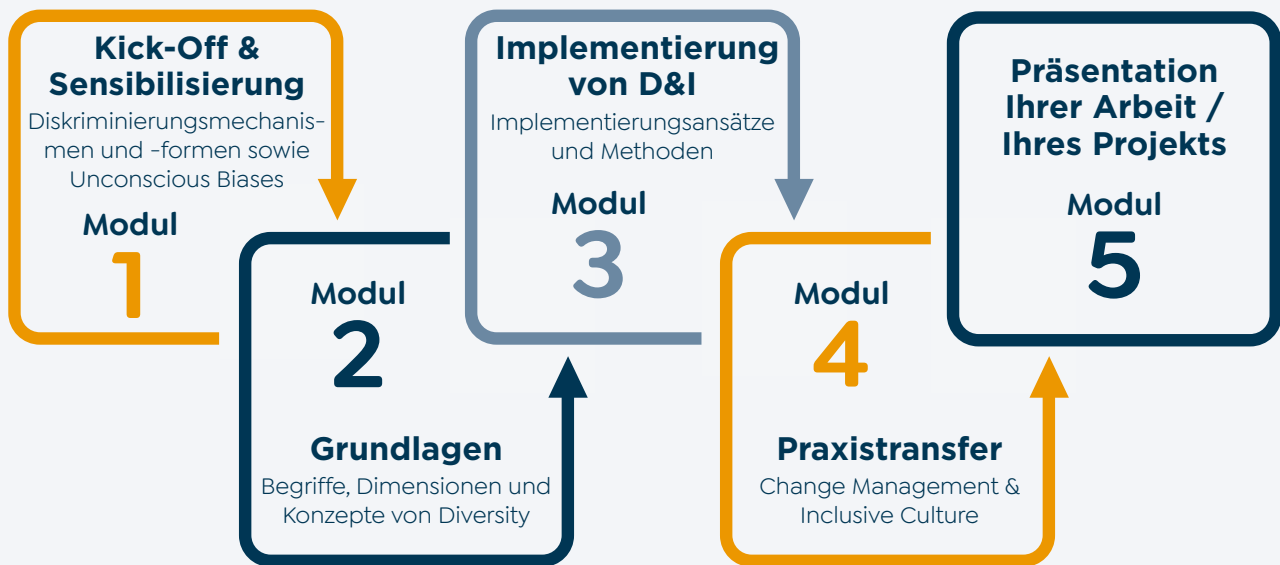 Kick-Off &
Sensibilisierung
Diskriminierungsmechanis-
men und -formen sowie
Unconscious Biases
Modul
1
Modul
2
Grundlagen
Begriffe, Dimensionen und
Konzepte von Diversity
Implementierung
von D&I
Implementierungsansätze
und Methoden
Modul
3
Modul
4
Praxistransfer
Change Management &
Inclusive Culture
Präsentation
Ihrer Arbeit /
Ihres Projekts
Modul
5